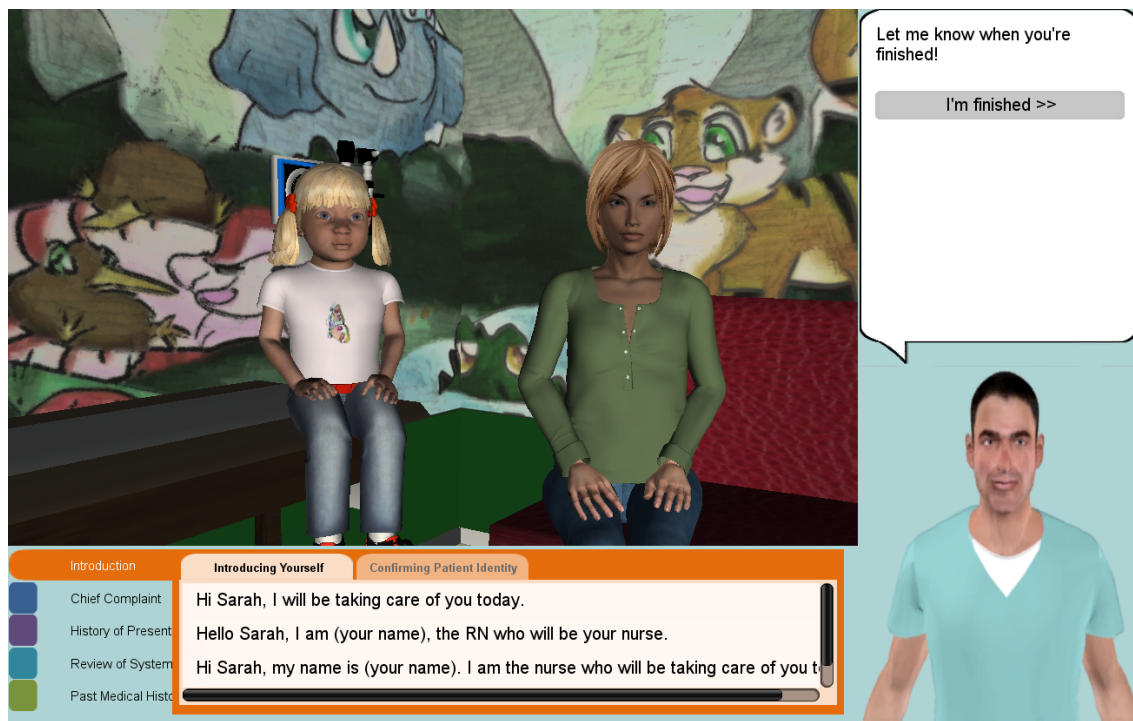 Let me know when you're
finished!
I'm finished >>
Introduction
Introducing Yourself
Confirming Patient Identity
Chief Complaint
History of Present
Review of System
Past Medical Histo
Hi Sarah, I will be taking care of you today.
Hello Sarah, I am (your name), the RN who will be your nurse.
Hi Sarah, my name is (your name). I am the nurse who will be taking care of you t